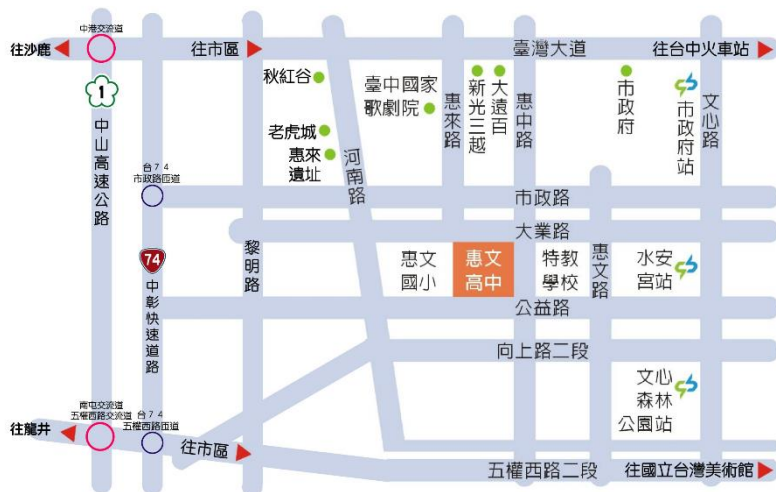 中港交流道
往沙鹿
往市區
臺灣大道
往台中火車站
1
中山高速公路
秋紅谷
老虎城
惠來
遺址
河南路
臺中國家
歌劇院
惠來路
新光三越
大遠百
惠中路
市政府
市政府站
文心路
台74
市政路匝道
市政路
大業路
74
中彰快速道路
黎明路
惠文
國小
惠文
高中
特教
學校
惠文路
水安
宮站
公益路
向上路二段
文心
森林
公園站
南屯交流道
五權西路交流道
台74
五權西路匝道
往龍井
往市區
五權西路二段
往國立台灣美術館